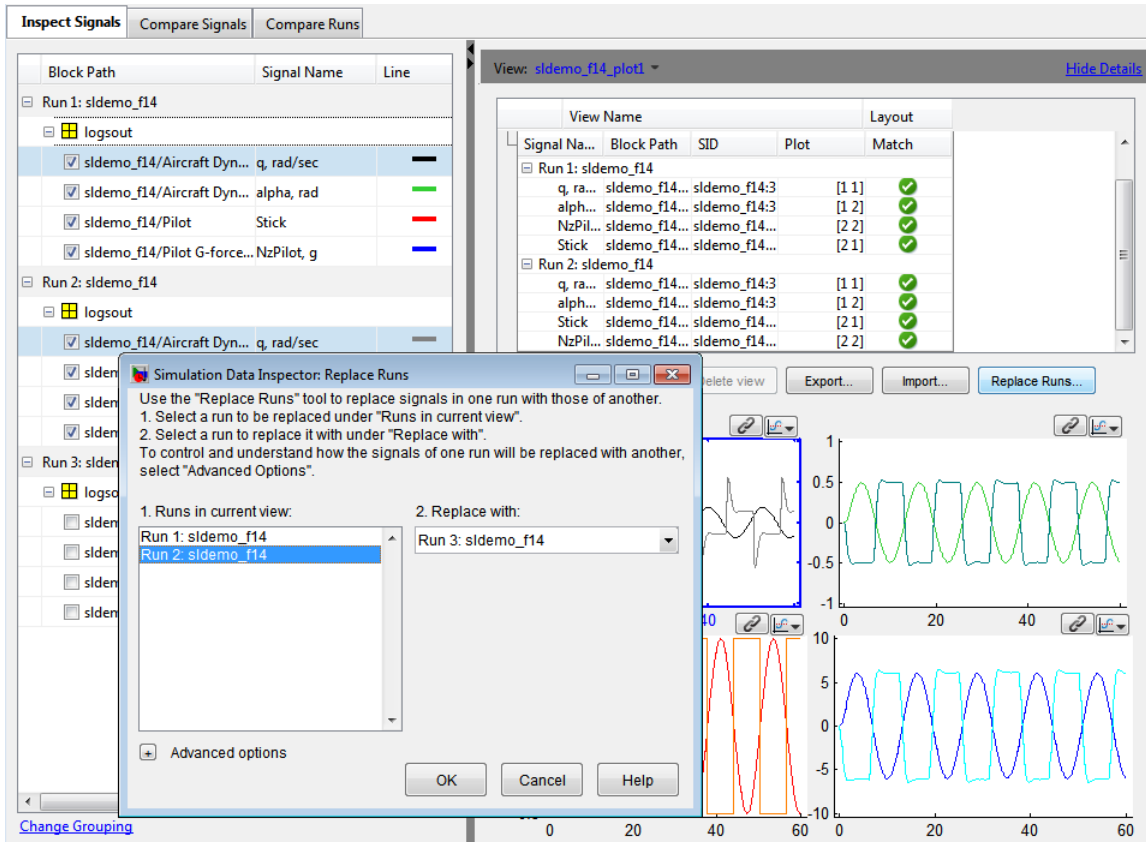 Inspect Signals Compare Signals Compare Runs
Block Path Signal Name Line
Run 1: sldemo_f14
logsout
sldemo_f14/Aircraft Dyn... q, rad/sec
sldemo_f14/Aircraft Dyn... alpha, rad
sldemo_f14/Pilot Stick
sldemo_f14/Pilot G-force... NzPilot, g
Run 2: sldemo_f14
logsout
sldemo_f14/Aircraft Dyn... q, rad/sec
sldem
sldem
sldem
Run 3: sldem
logso
sldem
sldem
sldem
sldem
Change Grouping
View: sldemo_f14_plot1 Hide Details
View Name Layout
Signal Na... Block Path SID Plot Match
Run 1: sldemo_f14
q, ra... sldemo_f14... sldemo_f14:3 [1 1]
alph... sldemo_f14... sldemo_f14:3 [1 2]
NzPil... sldemo_f14... sldemo_f14... [2 2]
Stick sldemo_f14... sldemo_f14... [2 1]
Run 2: sldemo_f14
q, ra... sldemo_f14... sldemo_f14:3 [1 1]
alph... sldemo_f14... sldemo_f14:3 [1 2]
Stick sldemo_f14... sldemo_f14... [2 1]
NzPil... sldemo_f14... sldemo_f14... [2 2]
elete view Export... Import... Replace Runs...
Simulation Data Inspector: Replace Runs
Use the "Replace Runs" tool to replace signals in one run with those of another.
1. Select a run to be replaced under "Runs in current view".
2. Select a run to replace it with under "Replace with".
To control and understand how the signals of one run will be replaced with another,
select "Advanced Options".
1. Runs in current view: 2. Replace with:
Run 1: sldemo_f14 Run 3: sldemo_f14
Run 2: sldemo_f14
Advanced options
OK Cancel Help
1
0.5
0
-0.5
-1
40 60 0 20 40
10
5
0
-5
-10
0 20 40 60 0 20 40 60